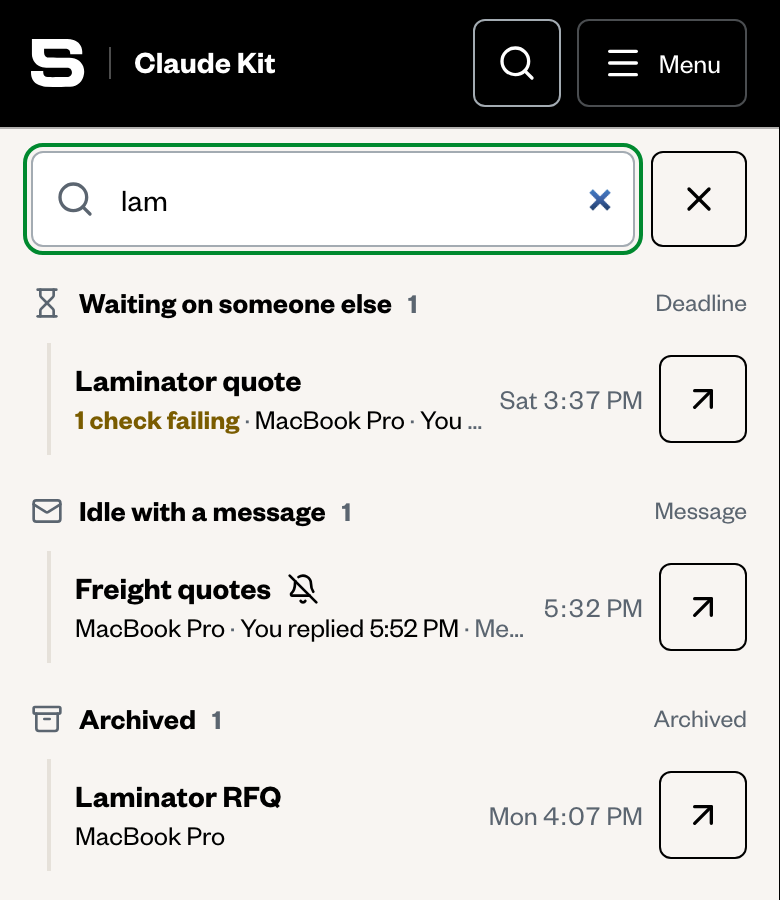 S Claude Kit Menu
lam
Waiting on someone else 1 Deadline
Laminator quote
Sat 3:37 PM
1 check failing · MacBook Pro · You ...
Idle with a message 1 Message
Freight quotes
5:32 PM
MacBook Pro · You replied 5:52 PM · Me...
Archived 1 Archived
Laminator RFQ
Mon 4:07 PM
MacBook Pro